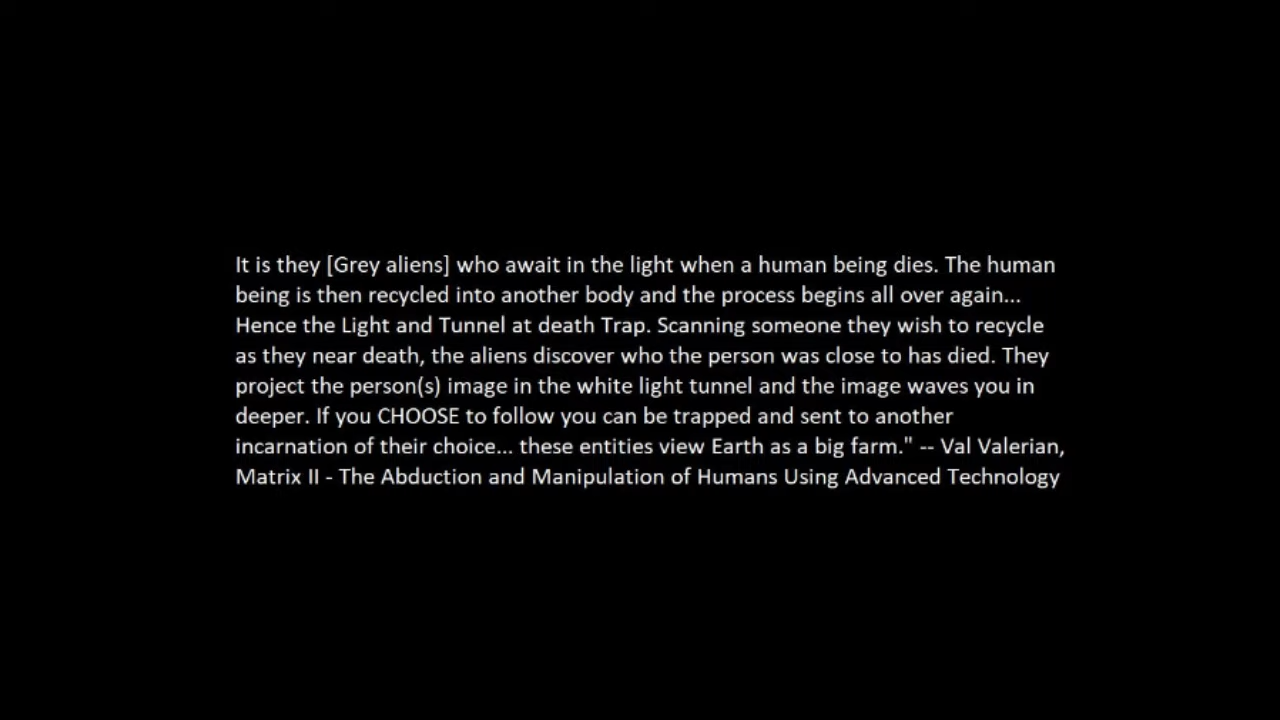 It is they [Grey aliens] who await in the light when a human being dies. The human
being is then recycled into another body and the process begins all over again...
Hence the Light and Tunnel at death Trap. Scanning someone they wish to recycle
as they near death, the aliens discover who the person was close to has died. They
project the person(s) image in the white light tunnel and the image waves you in
deeper. If you CHOOSE to follow you can be trapped and sent to another
incarnation of their choice... these entities view Earth as a big farm." -- Val Valerian,
Matrix II - The Abduction and Manipulation of Humans Using Advanced Technology